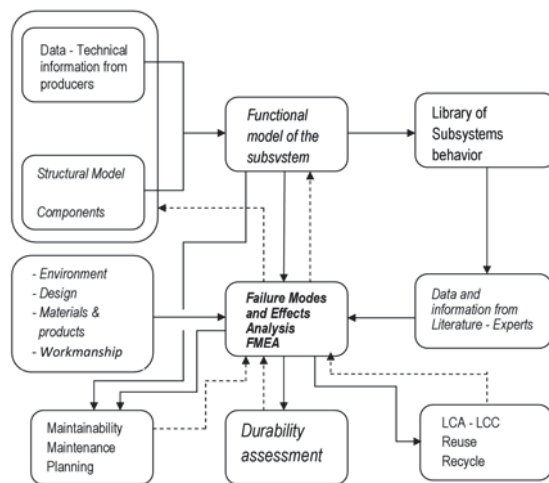 Data - Technical
information from
producers
Structural Model
Components
Functional
model of the
subsvstem
Library of
Subsystems
behavior
- Environment
- Design
- Materials &
products
- Workmanship
Failure Modes
and Effects
Analysis
FMEA
Data and
information from
Literature - Experts
Maintainability
Maintenance
Planning
Durability
assessment
LCA - LCC
Reuse
Recycle